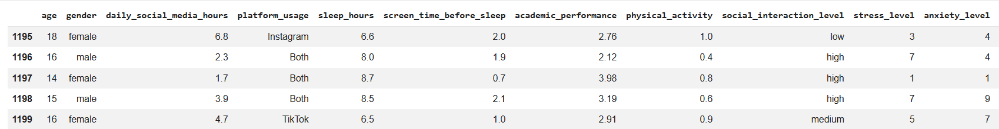 age gender daily_social_media_hours platform_usage sleep_hours screen_time_before_sleep academic_performance physical_activity social_interaction_level stress_level anxiety_level
1195 18 female 6.8 Instagram 6.6 2.0 2.76 1.0 low 3 4
1196 16 male 2.3 Both 8.0 1.9 2.12 0.4 high 7 4
1197 14 female 1.7 Both 8.7 0.7 3.98 0.8 high 1 1
1198 15 male 3.9 Both 8.5 2.1 3.19 0.6 high 7 9
1199 16 female 4.7 TikTok 6.5 1.0 2.91 0.9 medium 5 7